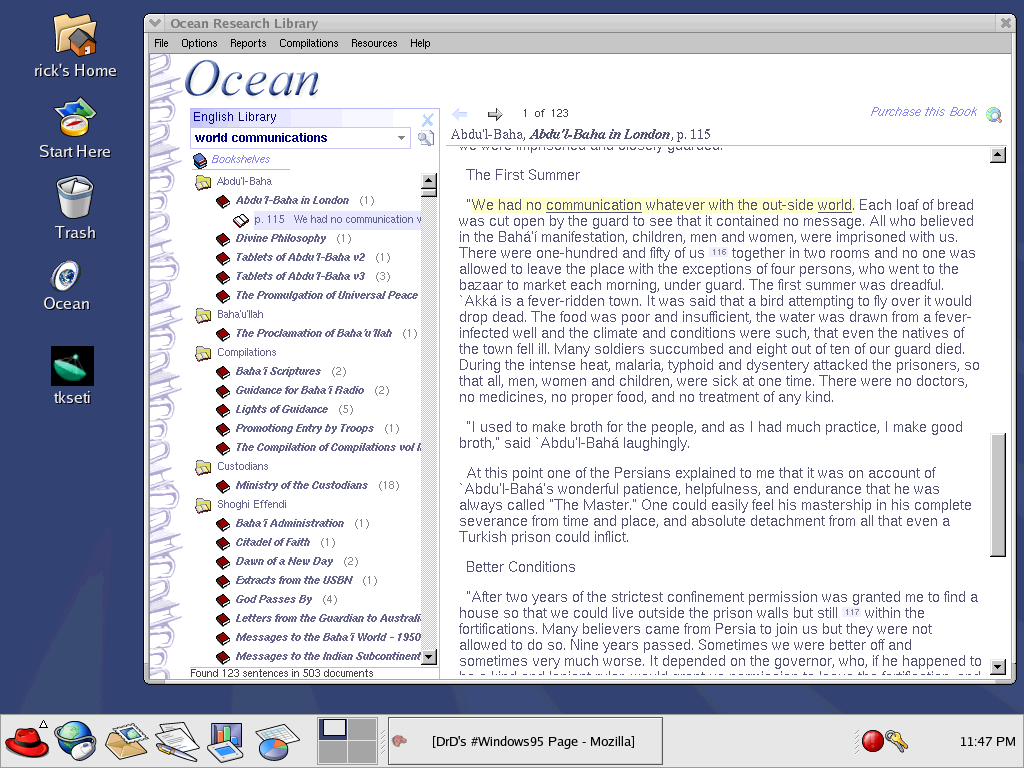 rick's Home
Start Here
Trash
Ocean
tkseti
Ocean Research Library
File Options Reports Compilations Resources Help
Ocean
English Library
world communications
Bookshelves
Abdu'l-Baha
Abdu'l-Baha in London (1)
p. 115 We had no communication w
Divine Philosophy (1)
Tablets of Abdu'l-Baha v2 (1)
Tablets of Abdu'l-Baha v3 (3)
The Promulgation of Universal Peace
Baha'u'llah
The Proclamation of Baha'u'llah (1)
Compilations
Baha'i Scriptures (2)
Guidance for Baha'i Radio (2)
Lights of Guidance (5)
Promotiong Entry by Troops (1)
The Compilation of Compilations vol I
Custodians
Ministry of the Custodians (18)
Shoghi Effendi
Baha'i Administration (1)
Citadel of Faith (1)
Dawn of a New Day (2)
Extracts from the USBN (1)
God Passes By (4)
Letters from the Guardian to Australi
Messages to the Baha'i World - 1950
Messages to the Indian Subcontinent
Found 123 sentences in 503 documents
1 of 123
Purchase this Book
Abdu'l-Baha, Abdu'l-Baha in London, p. 115
we were imprisoned and closely guarded.
The First Summer
"We had no communication whatever with the out-side world. Each loaf of bread
was cut open by the guard to see that it contained no message. All who believed
in the Bahá'í manifestation, children, men and women, were imprisoned with us.
There were one-hundred and fifty of us 116 together in two rooms and no one was
allowed to leave the place with the exceptions of four persons, who went to the
bazaar to market each morning, under guard. The first summer was dreadful.
`Akká is a fever-ridden town. It was said that a bird attempting to fly over it would
drop dead. The food was poor and insufficient, the water was drawn from a fever-
infected well and the climate and conditions were such, that even the natives of
the town fell ill. Many soldiers succumbed and eight out of ten of our guard died.
During the intense heat, malaria, typhoid and dysentery attacked the prisoners, so
that all, men, women and children, were sick at one time. There were no doctors,
no medicines, no proper food, and no treatment of any kind.
"I used to make broth for the people, and as I had much practice, I make good
broth," said `Abdu'l-Bahá laughingly.
At this point one of the Persians explained to me that it was on account of
`Abdu'l-Bahá's wonderful patience, helpfulness, and endurance that he was
always called "The Master." One could easily feel his mastership in his complete
severance from time and place, and absolute detachment from all that even a
Turkish prison could inflict.
Better Conditions
"After two years of the strictest confinement permission was granted me to find a
house so that we could live outside the prison walls but still 117 within the
fortifications. Many believers came from Persia to join us but they were not
allowed to do so. Nine years passed. Sometimes we were better off and
sometimes very much worse. It depended on the governor, who, if he happened to
be a kind and lenient ruler, would grant us permission to leave the fortification, and
[DrD's #Windows95 Page - Mozilla]
11:47 PM